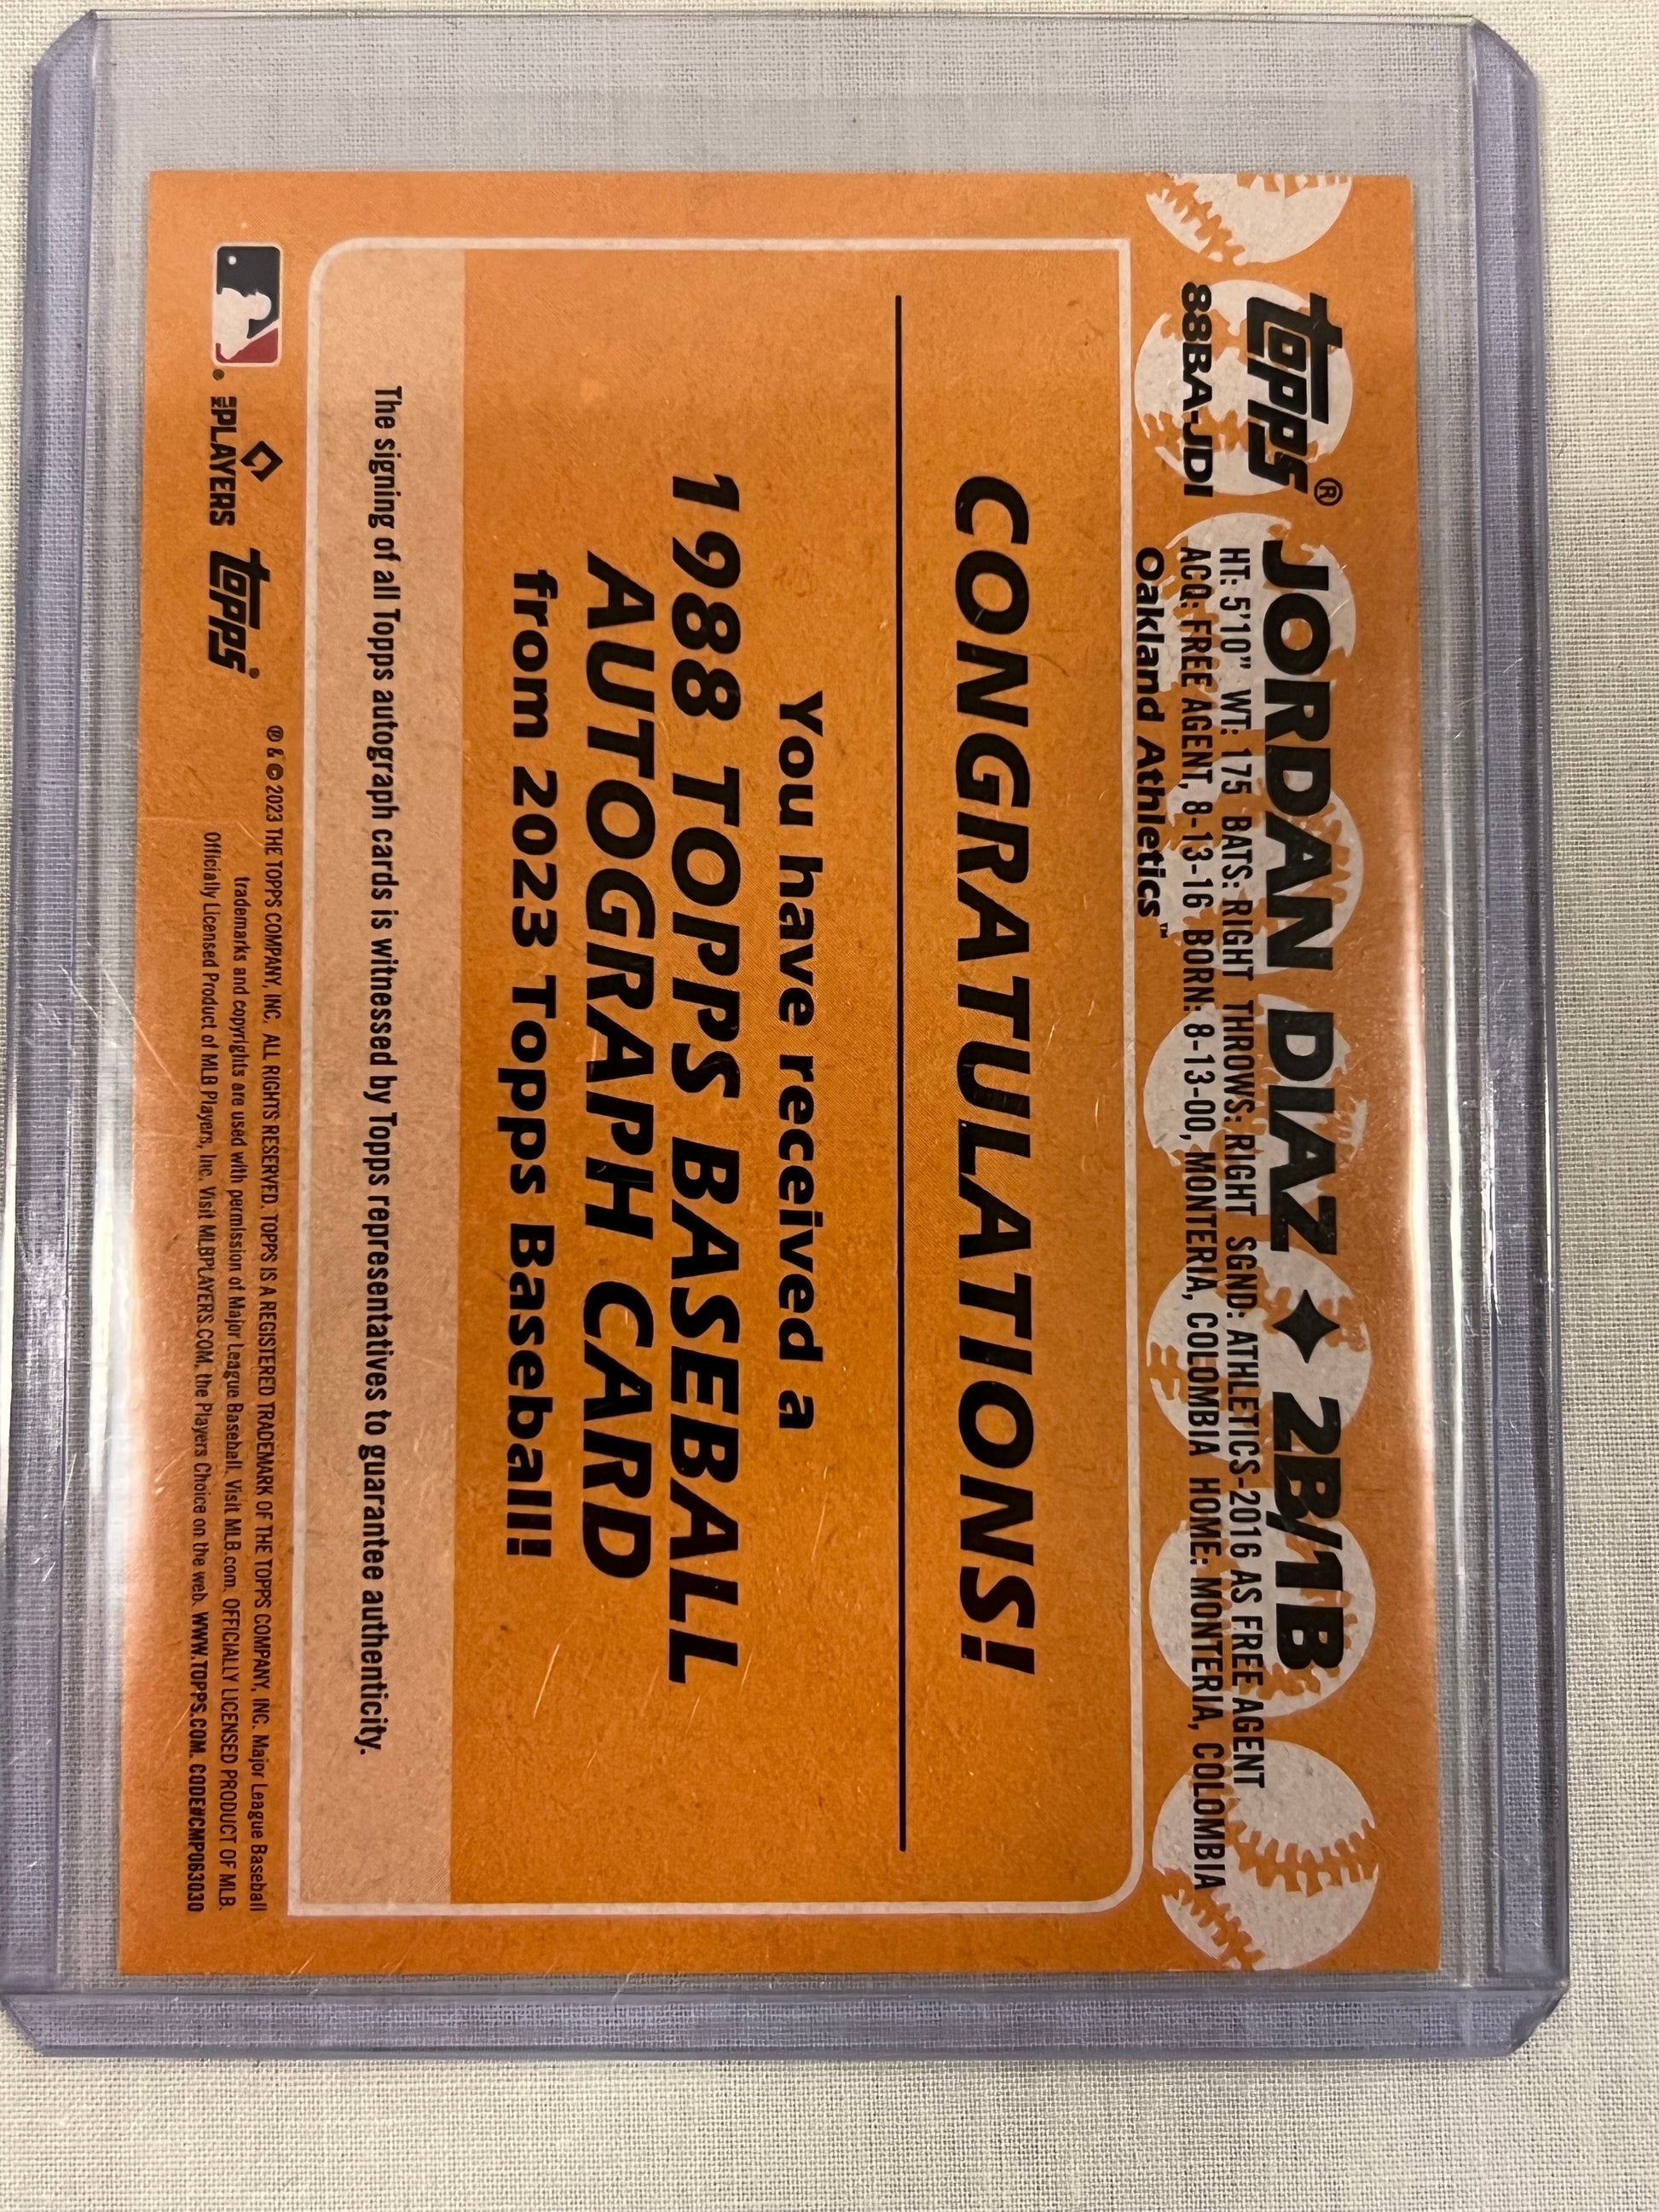 topps® JORDAN DIAZ ✦ 2B/1B
88BA-JDI
HT: 5'10" WT: 175 BATS: RIGHT THROWS: RIGHT SGND: ATHLETICS-2016 AS FREE AGENT
ACQ: FREE AGENT, 8-13-16 BORN: 8-13-00, MONTERIA, COLOMBIA HOME: MONTERIA, COLOMBIA
Oakland Athletics™
CONGRATULATIONS!
You have received a
1988 TOPPS BASEBALL
AUTOGRAPH CARD
from 2023 Topps Baseball!
The signing of all Topps autograph cards is witnessed by Topps representatives to guarantee authenticity.
MLB PLAYERS topps®
® & © 2023 THE TOPPS COMPANY, INC. ALL RIGHTS RESERVED. TOPPS IS A REGISTERED TRADEMARK OF THE TOPPS COMPANY, INC. Major League Baseball
trademarks and copyrights are used with permission of Major League Baseball. Visit MLB.com. OFFICIALLY LICENSED PRODUCT OF MLB
Officially Licensed Product of MLB Players, Inc. Visit MLBPLAYERS.COM, the Players Choice on the web. WWW.TOPPS.COM. CODE#CMP063030